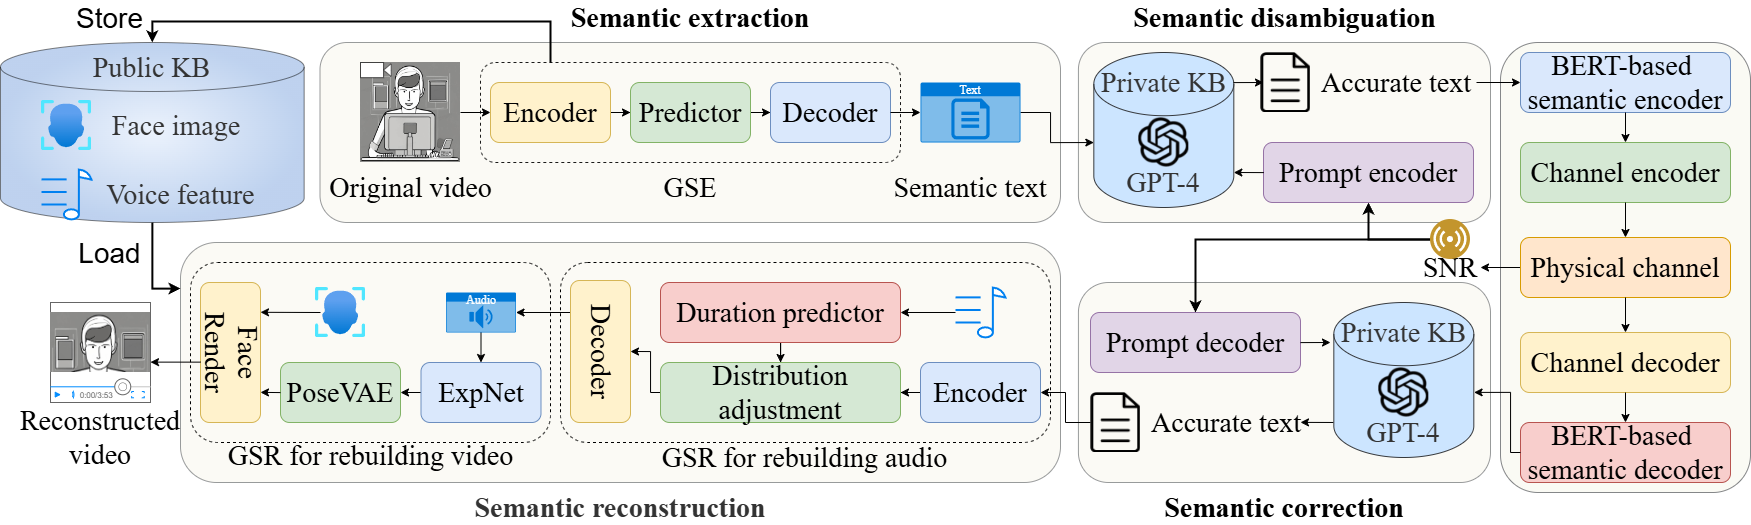 Store
Semantic extraction
Semantic disambiguation
Public KB
Face image
Voice feature
Load
Encoder
Predictor
Decoder
Text
Original video
GSE
Semantic text
Private KB
GPT-4
Accurate text
Prompt encoder
BERT-based
semantic encoder
Channel encoder
SNR
Physical channel
Channel decoder
BERT-based
semantic decoder
Prompt decoder
Private KB
GPT-4
Accurate text
Semantic correction
Encoder
Duration predictor
Distribution
adjustment
Decoder
GSR for rebuilding audio
Audio
ExpNet
PoseVAE
Face
Render
GSR for rebuilding video
0:00/3:53
Reconstructed
video
Semantic reconstruction